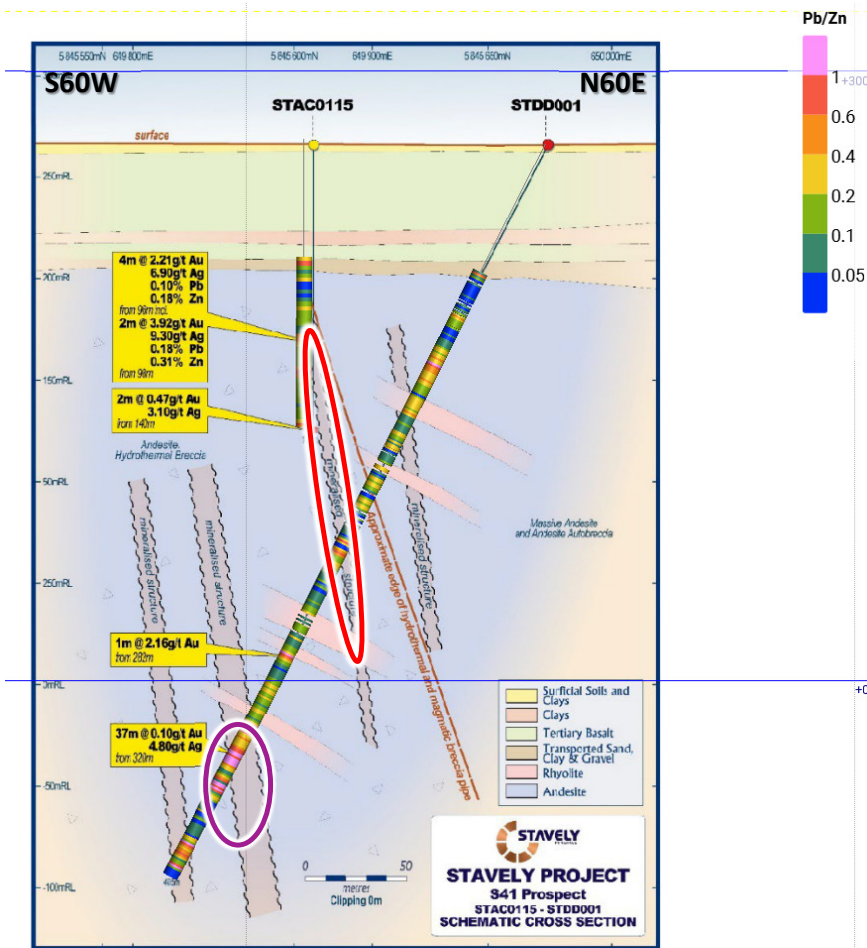 Pb/Zn
1
0.6
0.4
0.2
0.1
0.05
+300
+0
5 845 550mN
649 800mE
5 845 600mN
649 900mE
5 845 650mN
650 000mE
S60W
N60E
STAC0115
STDD001
surface
250mRL
200mRL
150mRL
50mRL
250mRL
0mRL
-50mRL
-100mRL
4m @ 2.21g/t Au
6.90g/t Ag
0.10% Pb
0.18% Zn
from 96m incl.
2m @ 3.92g/t Au
9.30g/t Ag
0.18% Pb
0.31% Zn
from 98m
2m @ 0.47g/t Au
3.10g/t Ag
from 140m
Andesite,
Hydrothermal Breccia
mineralised structure
mineralised structure
mineralised structure
mineralised structure
Approximate edge of hydrothermal and magmatic breccia pipe
Massive Andesite
and Andesite Autobreccia
1m @ 2.16g/t Au
from 282m
37m @ 0.10g/t Au
4.80g/t Ag
from 329m
Surficial Soils and
Clays
Clays
Tertiary Basalt
Transported Sand,
Clay & Gravel
Rhyolite
Andesite
0
50
metres
Clipping 0m
STAVELY
STAVELY PROJECT
S41 Prospect
STAC0115 - STDD001
SCHEMATIC CROSS SECTION